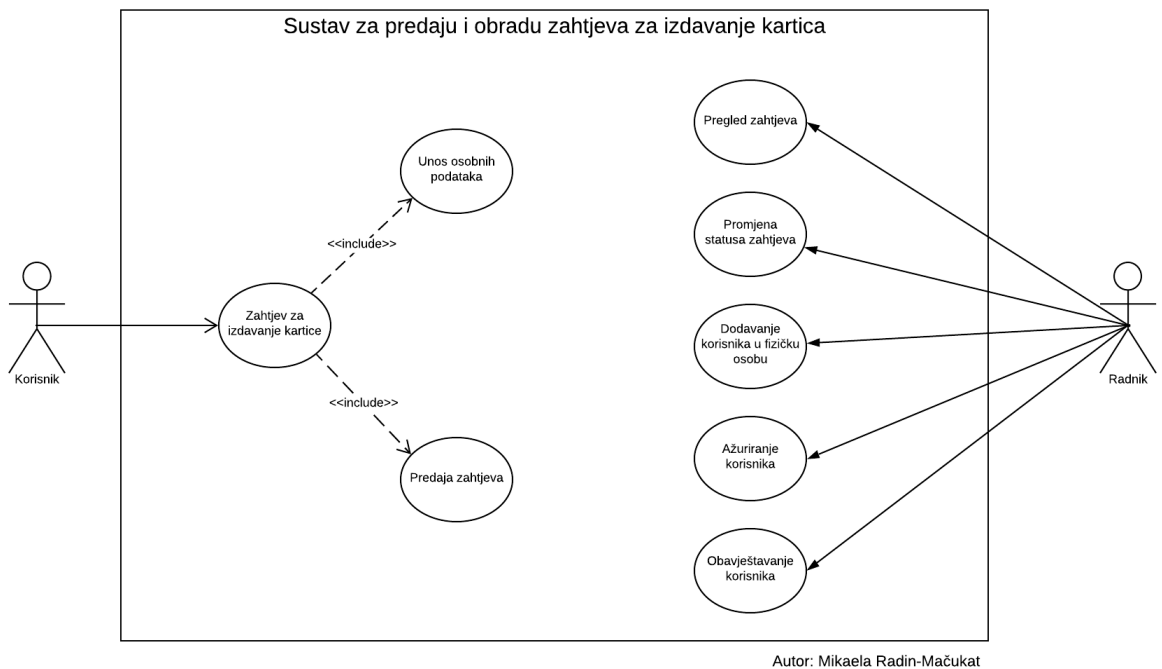 Sustav za predaju i obradu zahtjeva za izdavanje kartica
Unos osobnih
podataka
<<include>>
Zahtjev za
izdavanje kartice
<<include>>
Predaja zahtjeva
Korisnik
Pregled zahtjeva
Promjena
statusa zahtjeva
Dodavanje
korisnika u fizičku
osobu
Ažuriranje
korisnika
Obavještavanje
korisnika
Radnik
Autor: Mikaela Radin-Mačukat